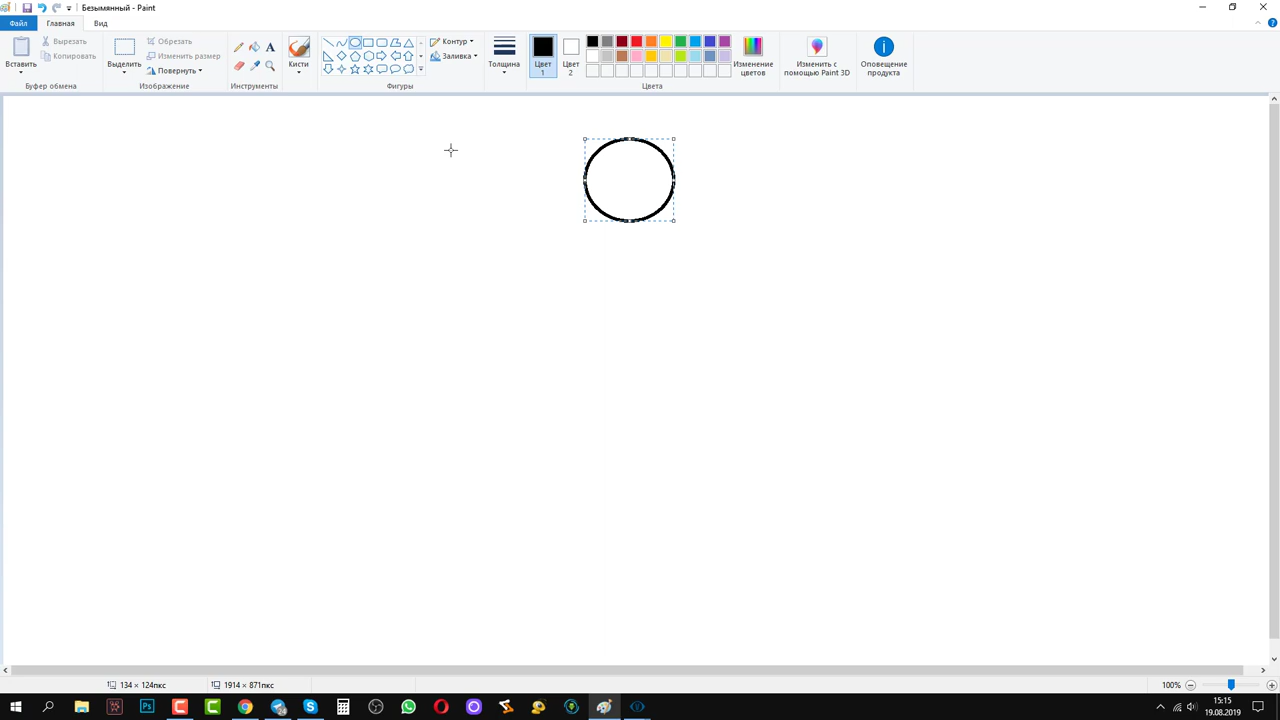 Безымянный - Paint
Файл Главная Вид
Вставить
Вырезать
Копировать
Буфер обмена
Выделить
Обрезать
Изменить размер
Повернуть
Изображение
A
Инструменты
Кисти
Контур
Заливка
Фигуры
Толщина
Цвет 1
Цвет 2
Изменение цветов
Цвета
Изменить с помощью Paint 3D
Оповещение продукта
134 × 124пкс
1914 × 871пкс
100%
Ps
15:15
19.08.2019